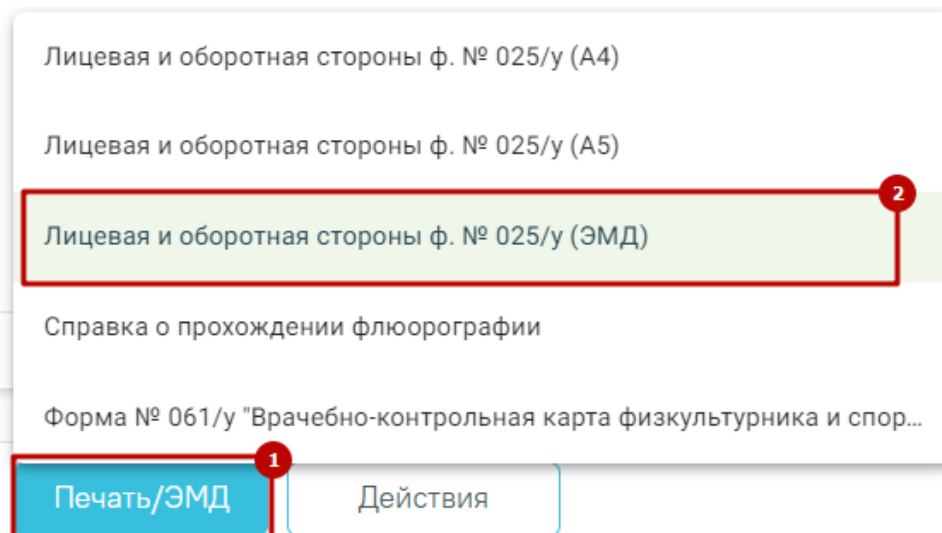 Лицевая и оборотная стороны ф. № 025/у (А4)
Лицевая и оборотная стороны ф. № 025/у (А5)
2
Лицевая и оборотная стороны ф. № 025/у (ЭМД)
Справка о прохождении флюорографии
Форма № 061/у "Врачебно-контрольная карта физкультурника и спор...
1
Печать/ЭМД Действия